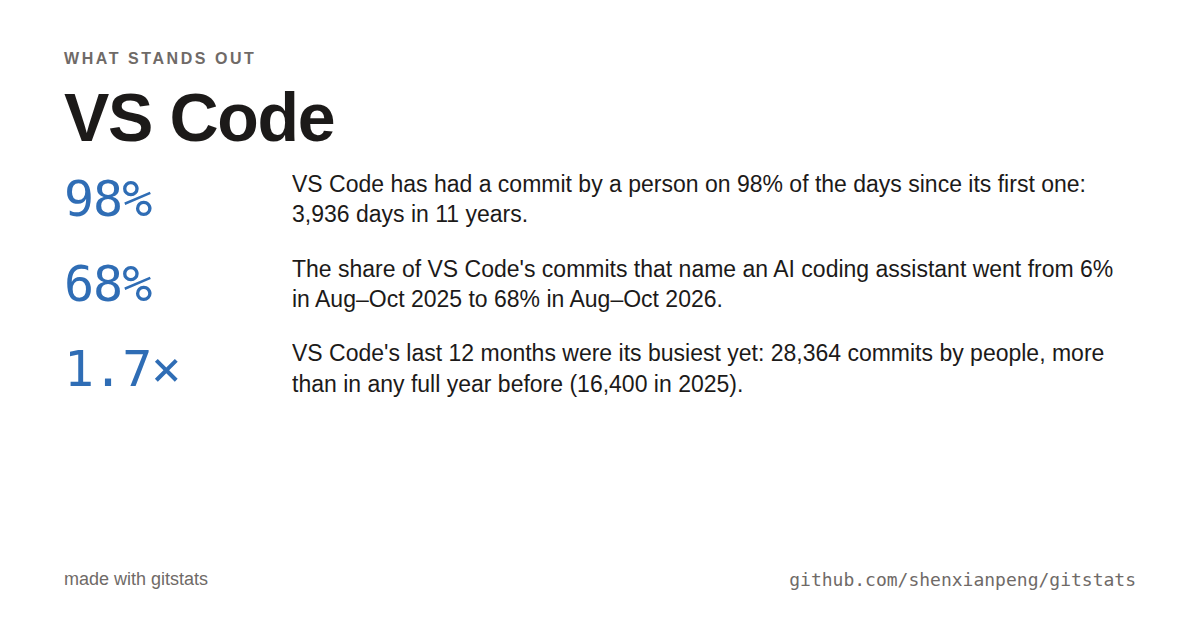 WHAT STANDS OUT
VS Code
98%
VS Code has had a commit by a person on 98% of the days since its first one:
3,936 days in 11 years.
68%
The share of VS Code's commits that name an AI coding assistant went from 6%
in Aug–Oct 2025 to 68% in Aug–Oct 2026.
1.7×
VS Code's last 12 months were its busiest yet: 28,364 commits by people, more
than in any full year before (16,400 in 2025).
made with gitstats
github.com/shenxianpeng/gitstats